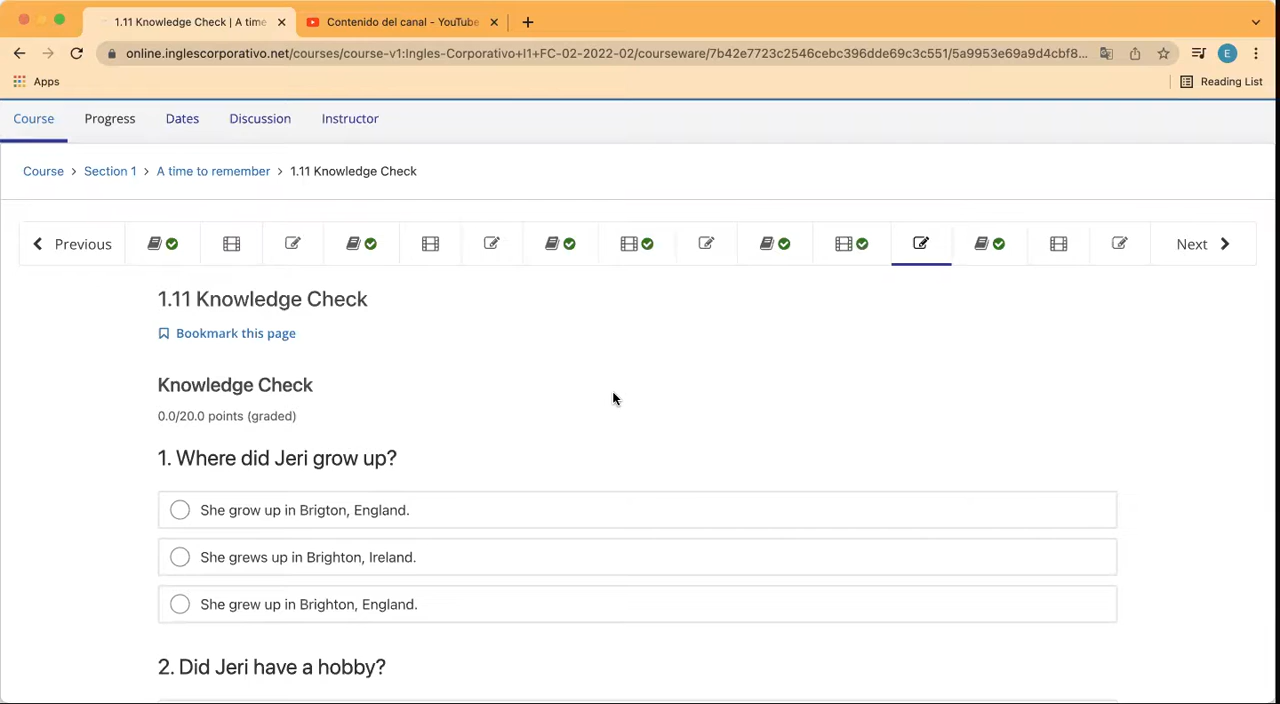 1.11 Knowledge Check | A time
Contenido del canal - YouTube
online.inglescorporativo.net/courses/course-v1:Ingles-Corporativo+I1+FC-02-2022-02/courseware/7b42e7723c2546cebc396dde69c3c551/5a9953e69a9d4cbf8...
E
Apps
Reading List
Course Progress Dates Discussion Instructor
Course > Section 1 > A time to remember > 1.11 Knowledge Check
Previous
Next
1.11 Knowledge Check
Bookmark this page
Knowledge Check
0.0/20.0 points (graded)
1. Where did Jeri grow up?
She grow up in Brigton, England.
She grews up in Brighton, Ireland.
She grew up in Brighton, England.
2. Did Jeri have a hobby?